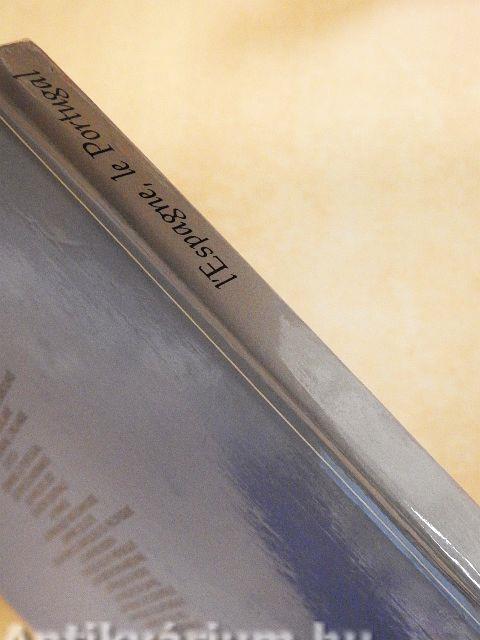 l'Espagne, le Portugal
Antikvárium.hu